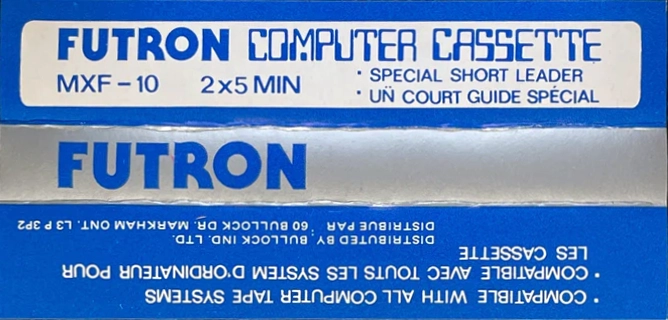 FUTRON COMPUTER CASSETTE
MXF-10 2x5 MIN
• SPECIAL SHORT LEADER
• UN COURT GUIDE SPÉCIAL
FUTRON
• COMPATIBLE WITH ALL COMPUTER TAPE SYSTEMS
• COMPATIBLE AVEC TOUTS LES SYSTEM D'ORDINATEUR POUR
LES CASSETTE
DISTRIBUTED BY, BULLOCK IND. LTD.
DISTRIBUE PAR 60 BULLOCK DR. MARKHAM ONT. L3 P 3P2